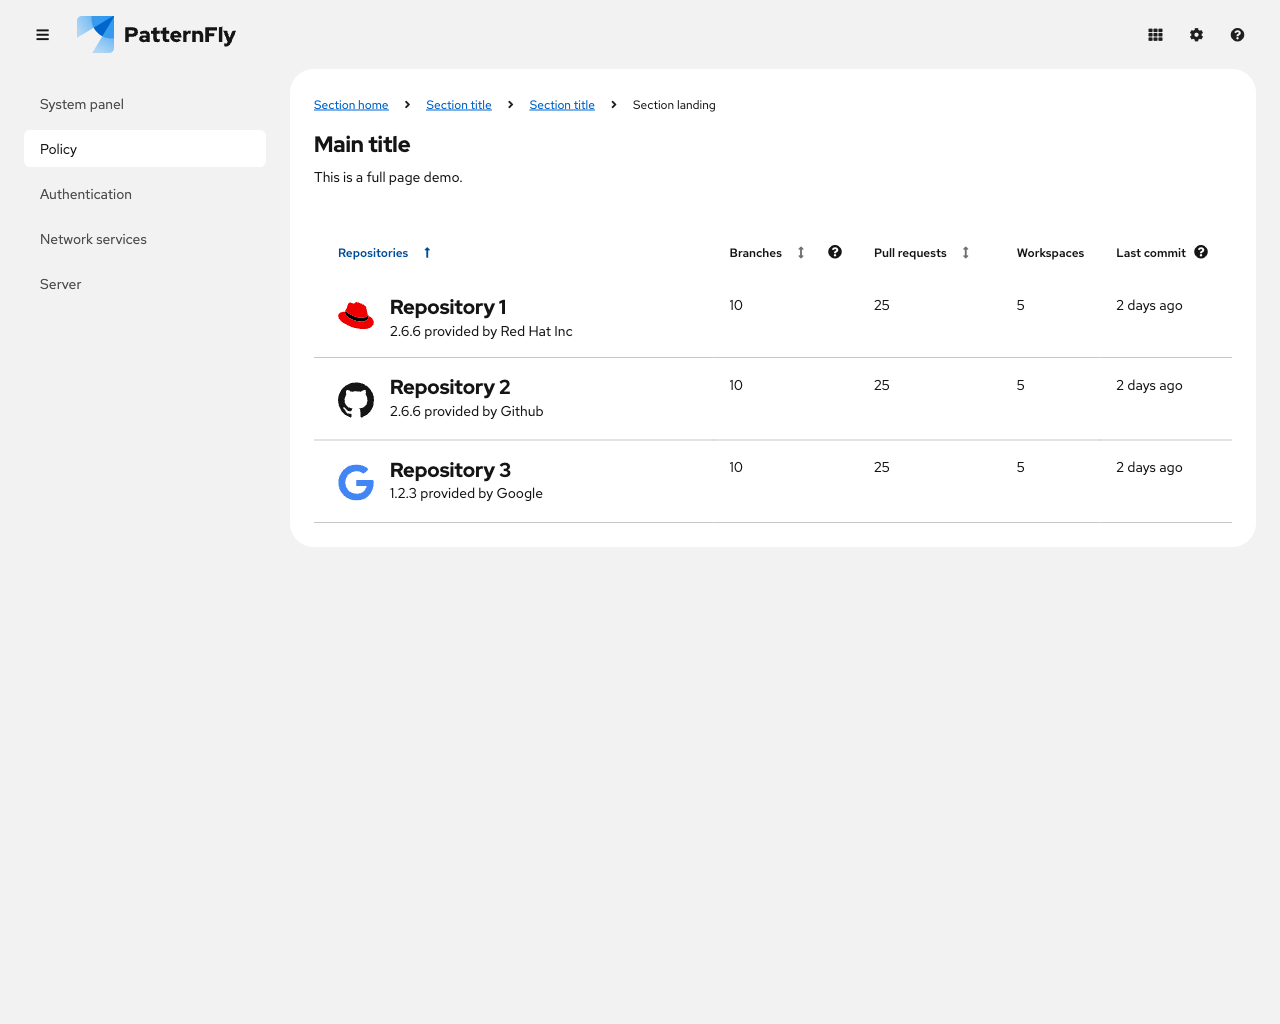 PatternFly
System panel
Policy
Authentication
Network services
Server
Section home
Section title
Section title
Section landing
Main title
This is a full page demo.
Repositories
Branches
Pull requests
Workspaces
Last commit
Repository 1
2.6.6 provided by Red Hat Inc
10
25
5
2 days ago
Repository 2
2.6.6 provided by Github
10
25
5
2 days ago
Repository 3
1.2.3 provided by Google
10
25
5
2 days ago